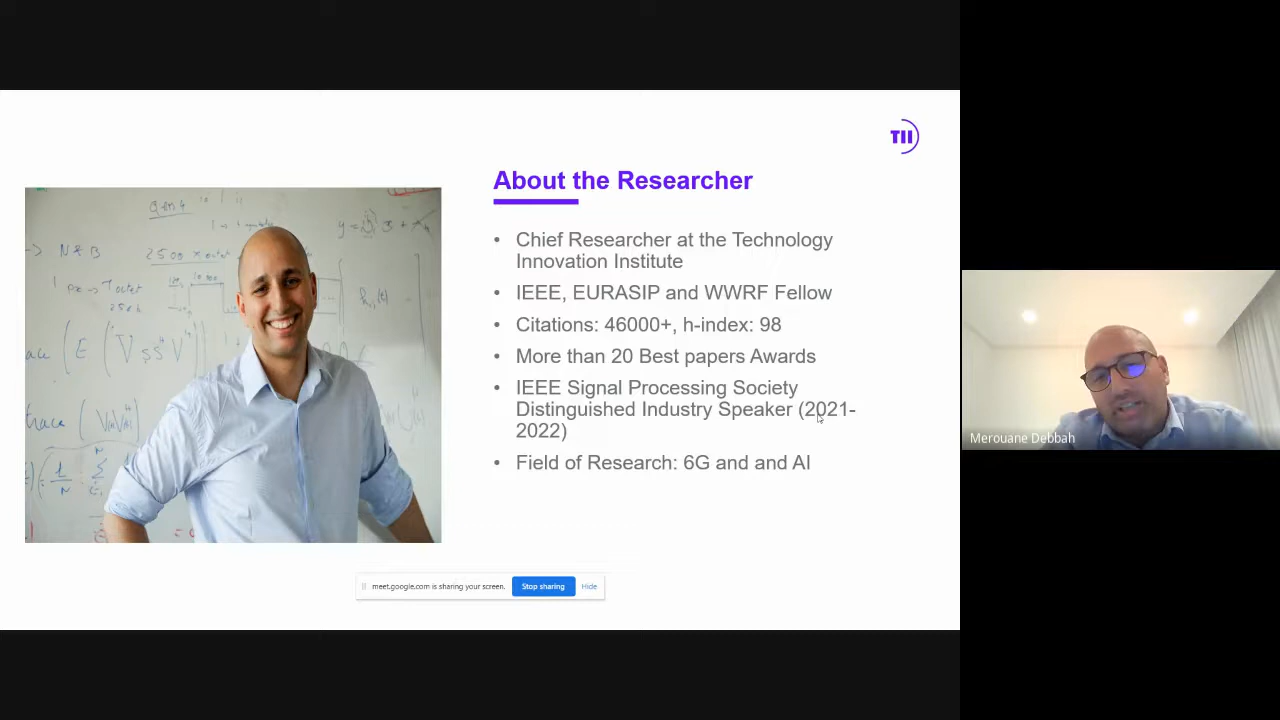 TII
About the Researcher
• Chief Researcher at the Technology
Innovation Institute
• IEEE, EURASIP and WWRF Fellow
• Citations: 46000+, h-index: 98
• More than 20 Best papers Awards
• IEEE Signal Processing Society
Distinguished Industry Speaker (2021-
2022)
• Field of Research: 6G and and AI
N & B
2500
meet.google.com is sharing your screen. Stop sharing Hide
Merouane Debbah